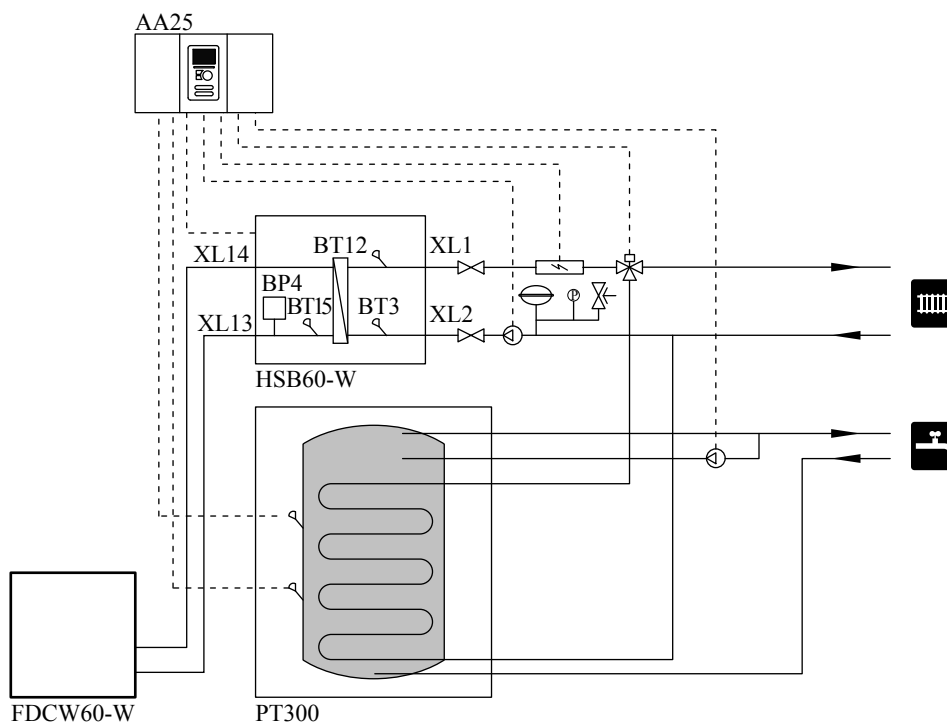 AA25
XL14
BT12
XL1
BP4
BT15
BT3
XL13
XL2
P
HSB60-W
FDCW60-W
PT300